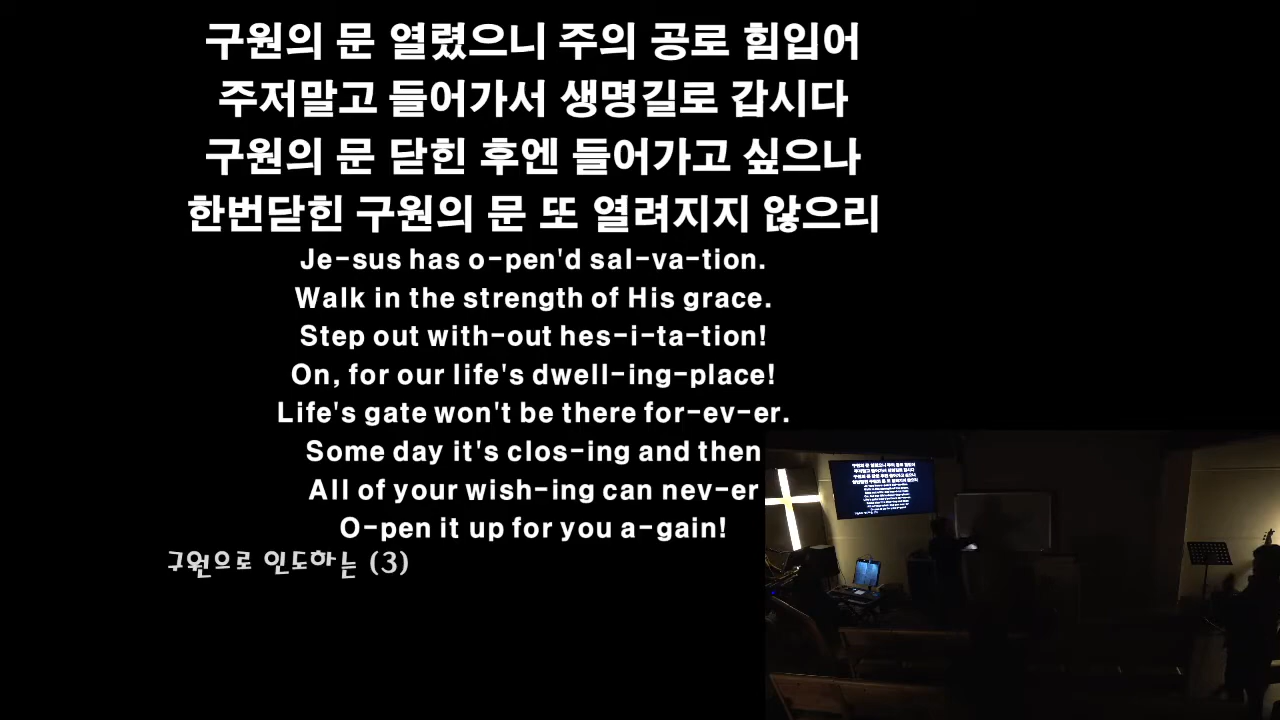 구원의 문 열렸으니 주의 공로 힘입어
주저말고 들어가서 생명길로 갑시다
구원의 문 닫힌 후엔 들어가고 싶으나
한번닫힌 구원의 문 또 열려지지 않으리
Je-sus has o-pen'd sal-va-tion.
Walk in the strength of His grace.
Step out with-out hes-i-ta-tion!
On, for our life's dwell-ing-place!
Life's gate won't be there for-ev-er.
Some day it's clos-ing and then
All of your wish-ing can nev-er
O-pen it up for you a-gain!
구원으로 인도하는 (3)